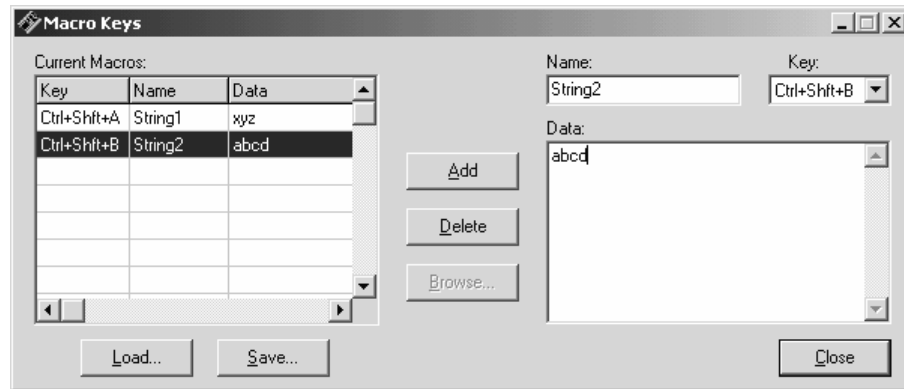 Macro Keys
Current Macros:
Key Name Data
Ctrl+Shft+A String1 xyz
Ctrl+Shft+B String2 abcd
Load... Save...
Add
Delete
Browse...
Name: Key:
String2 Ctrl+Shft+B
Data:
abcd
Close